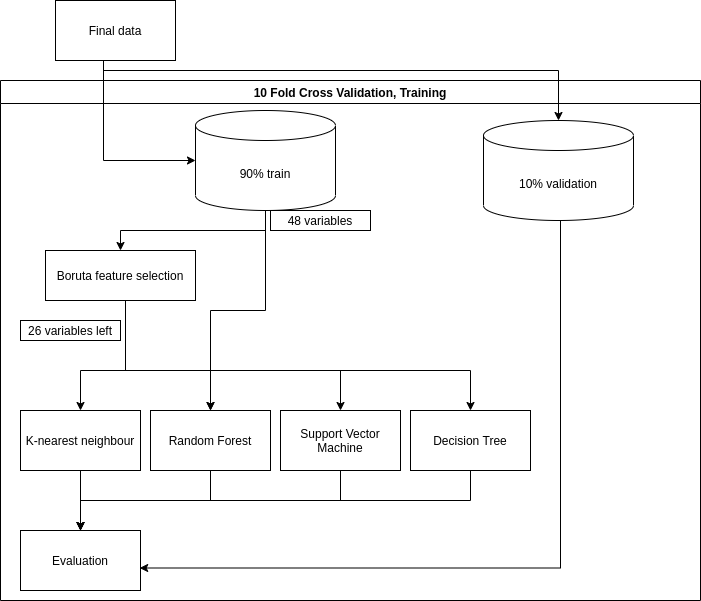 Final data
10 Fold Cross Validation, Training
90% train
10% validation
48 variables
Boruta feature selection
26 variables left
K-nearest neighbour
Random Forest
Support Vector
Machine
Decision Tree
Evaluation